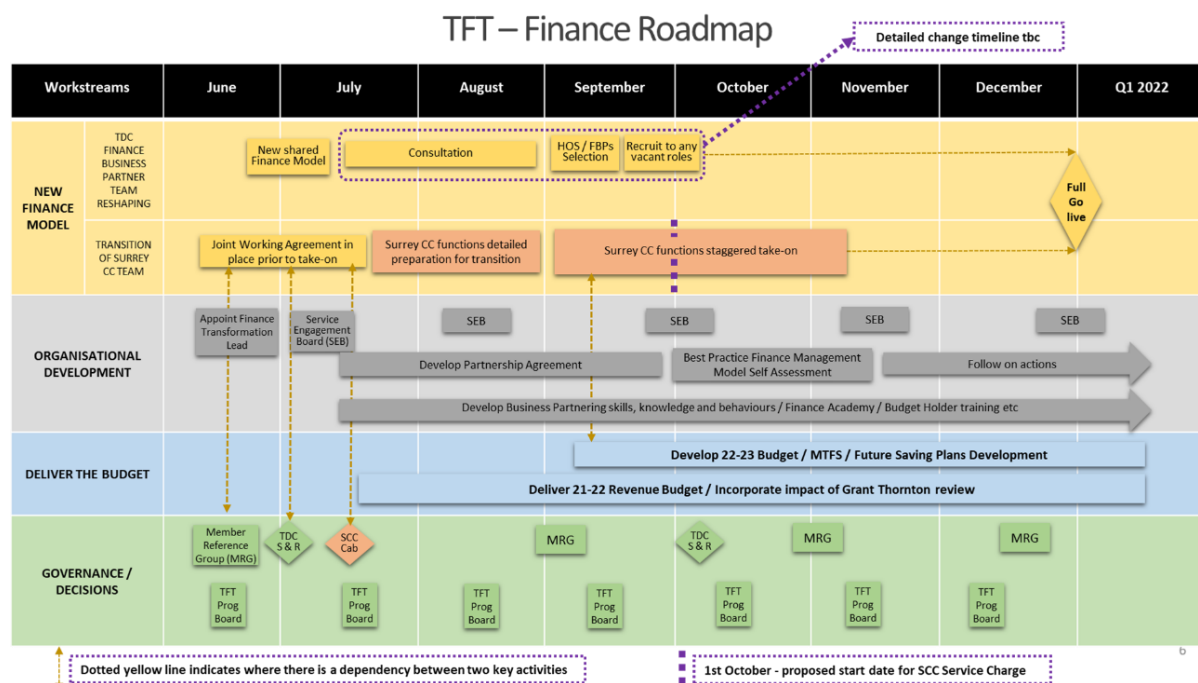 TFT – Finance Roadmap
Detailed change timeline tbc
Workstreams
June
July
August
September
October
November
December
Q1 2022
NEW
FINANCE
MODEL
TDC
FINANCE
BUSINESS
PARTNER
TEAM
RESHAPING
New shared
Finance Model
Consultation
HOS / FBPs
Selection
Recruit to any
vacant roles
Full
Go
live
TRANSITION
OF SURREY
CC TEAM
Joint Working Agreement in
place prior to take-on
Surrey CC functions detailed
preparation for transition
Surrey CC functions staggered take-on
ORGANISATIONAL
DEVELOPMENT
Appoint Finance
Transformation
Lead
Service
Engagement
Board (SEB)
SEB
SEB
SEB
SEB
Develop Partnership Agreement
Best Practice Finance Management
Model Self Assessment
Follow on actions
Develop Business Partnering skills, knowledge and behaviours / Finance Academy / Budget Holder training etc
DELIVER THE BUDGET
Develop 22-23 Budget / MTFS / Future Saving Plans Development
Deliver 21-22 Revenue Budget / Incorporate impact of Grant Thornton review
GOVERNANCE /
DECISIONS
Member
Reference
Group (MRG)
TDC
S & R
SCC
Cab
MRG
TDC
S & R
MRG
MRG
TFT
Prog
Board
TFT
Prog
Board
TFT
Prog
Board
TFT
Prog
Board
TFT
Prog
Board
TFT
Prog
Board
TFT
Prog
Board
Dotted yellow line indicates where there is a dependency between two key activities
1st October - proposed start date for SCC Service Charge
6